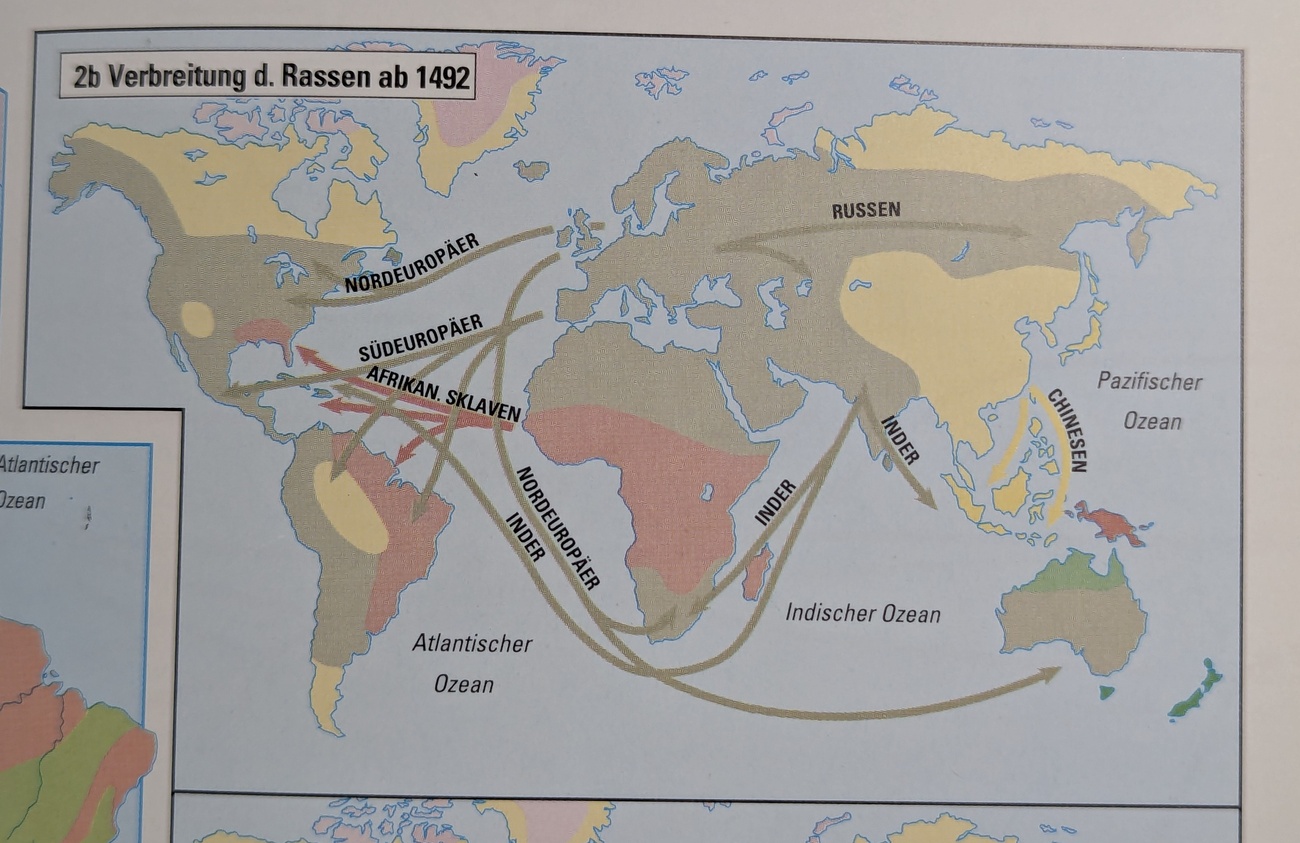 2b Verbreitung d. Rassen ab 1492
RUSSEN
NORDEUROPÄER
SÜDEUROPÄER
AFRIKAN. SKLAVEN
Pazifischer
Ozean
CHINESEN
INDER
Atlantischer
Ozean
NORDEUROPÄER
INDER
INDER
Indischer Ozean
Atlantischer
Ozean